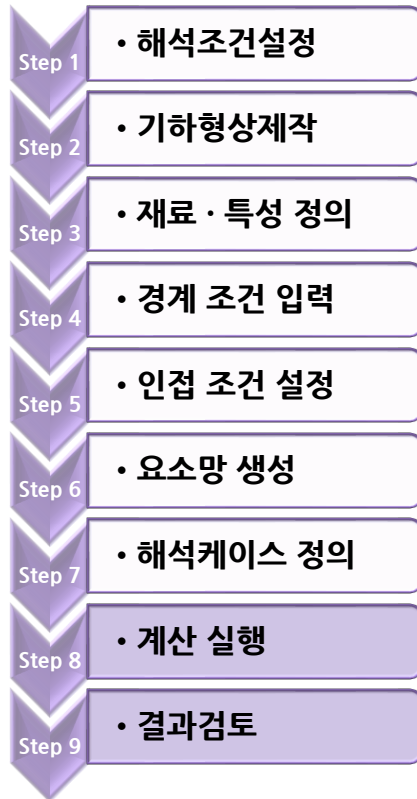 Step 1
• 해석조건설정
Step 2
• 기하형상제작
Step 3
• 재료 · 특성 정의
Step 4
• 경계 조건 입력
Step 5
• 인접 조건 설정
Step 6
• 요소망 생성
Step 7
• 해석케이스 정의
Step 8
• 계산 실행
Step 9
• 결과검토